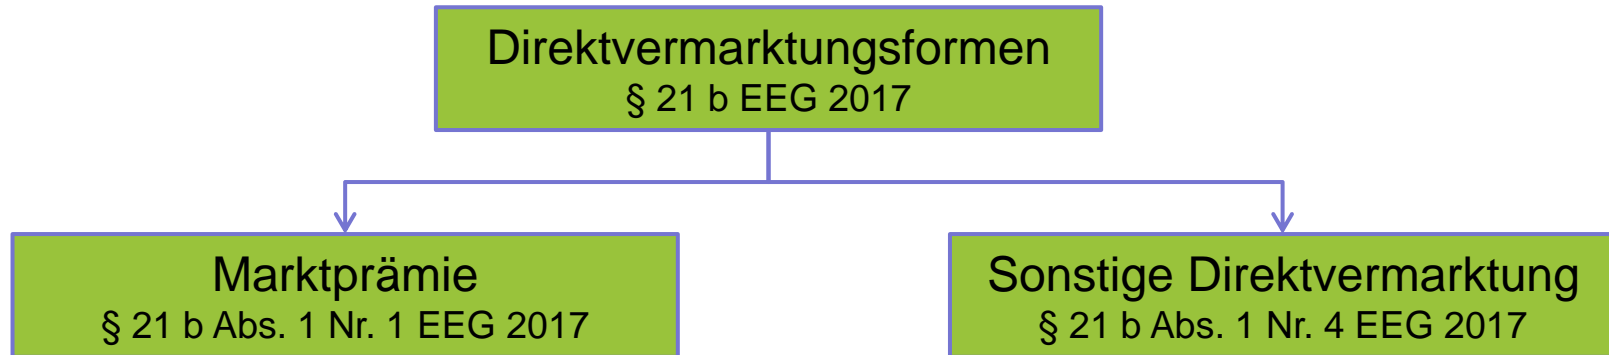 Direktvermarktungsformen
§ 21 b EEG 2017
Marktprämie
§ 21 b Abs. 1 Nr. 1 EEG 2017
Sonstige Direktvermarktung
§ 21 b Abs. 1 Nr. 4 EEG 2017